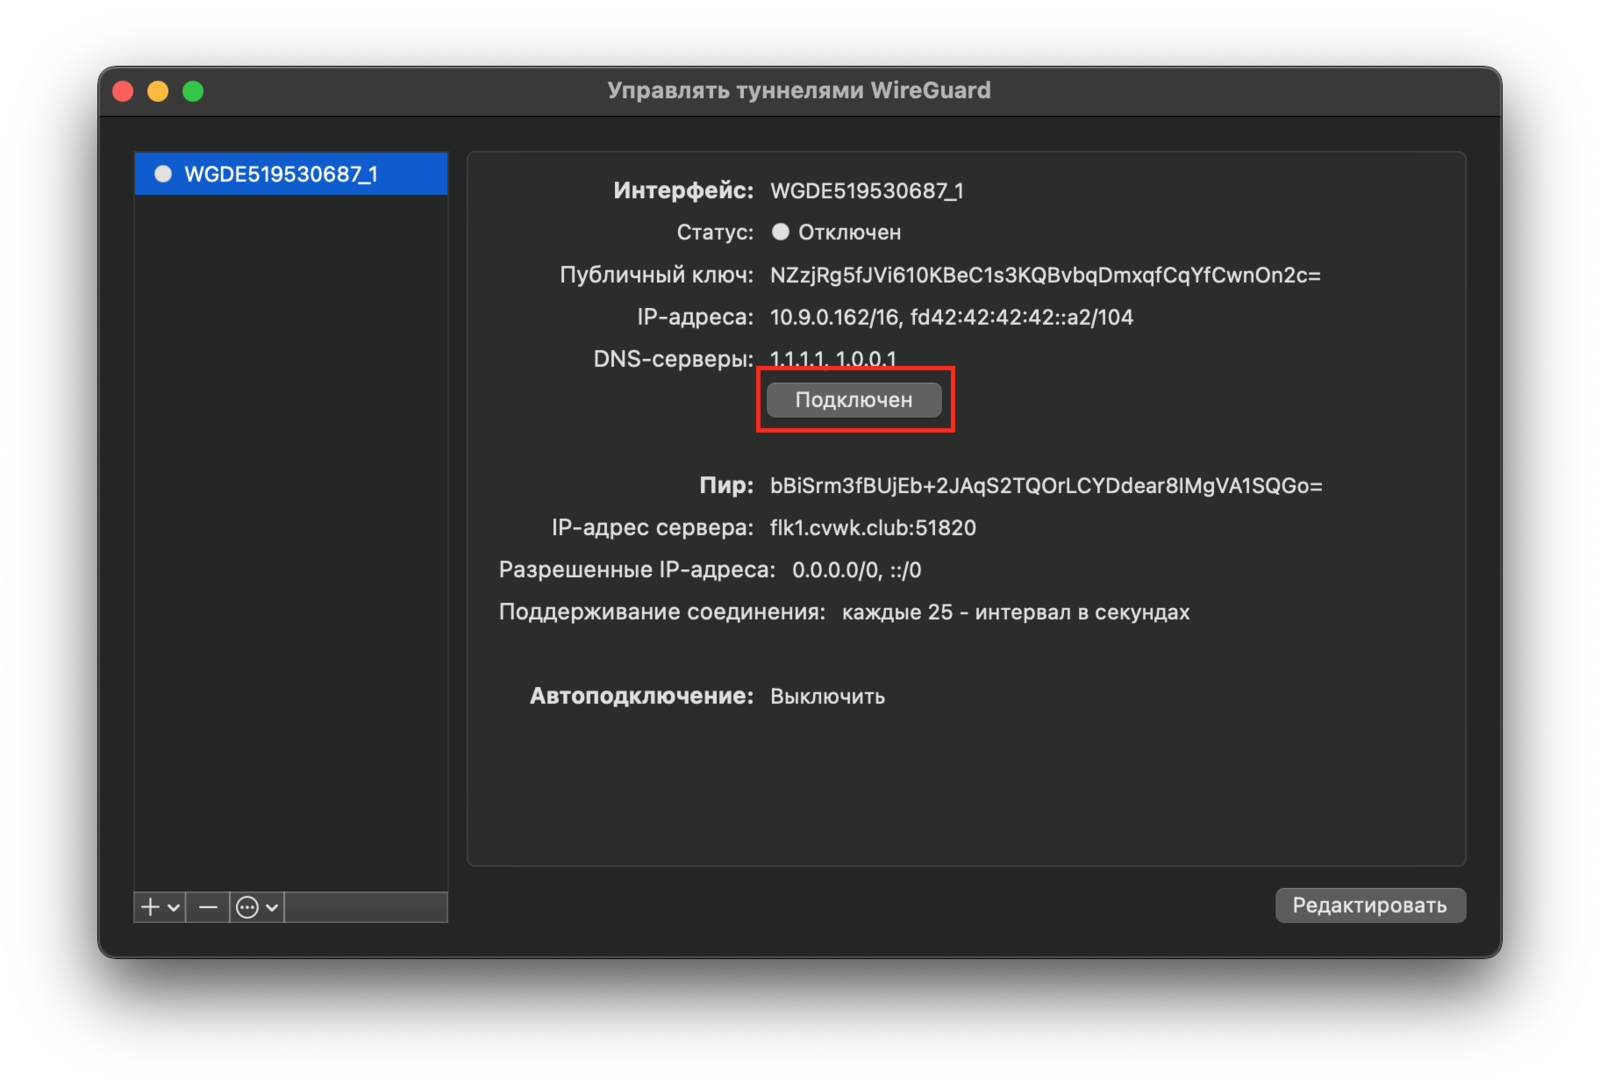 Управлять туннелями WireGuard
WGDE519530687_1
Интерфейс: WGDE519530687_1
Статус: Отключен
Публичный ключ: NZzjRg5fJVi610KBeC1s3KQBvbqDmxqfCqYfCwnOn2c=
IP-адреса: 10.9.0.162/16, fd42:42:42:42::a2/104
DNS-серверы: 1.1.1.1, 1.0.0.1
Подключен
Пир: bBiSrm3fBUjEb+2JAqS2TQOrLCYDdear8IMgVA1SQGo=
IP-адрес сервера: flk1.cvwk.club:51820
Разрешенные IP-адреса: 0.0.0.0/0, ::/0
Поддерживание соединения: каждые 25 - интервал в секундах
Автоподключение: Выключить
Редактировать